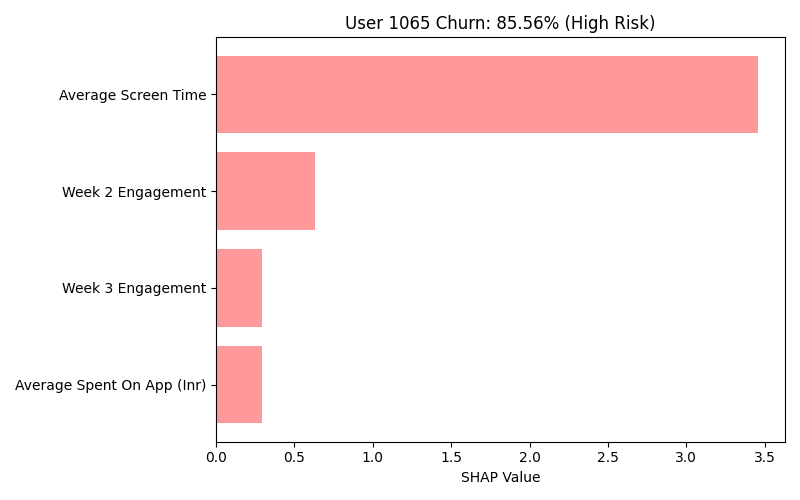 User 1065 Churn: 85.56% (High Risk)
Average Screen Time
Week 2 Engagement
Week 3 Engagement
Average Spent On App (Inr)
0.0 0.5 1.0 1.5 2.0 2.5 3.0 3.5
SHAP Value